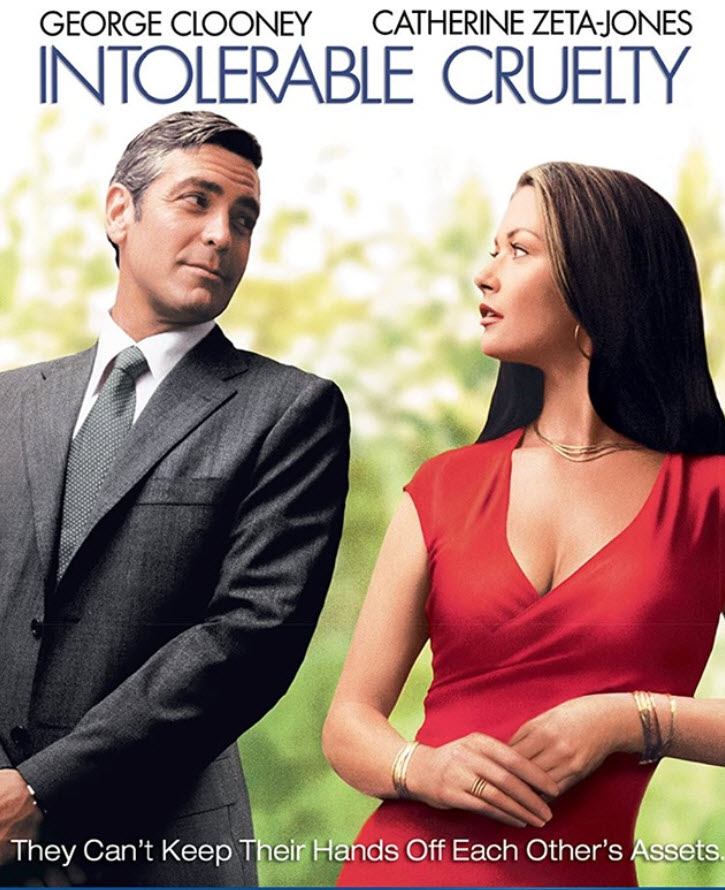 GEORGE CLOONEY CATHERINE ZETA-JONES
INTOLERABLE CRUELTY
They Can't Keep Their Hands Off Each Other's Assets.